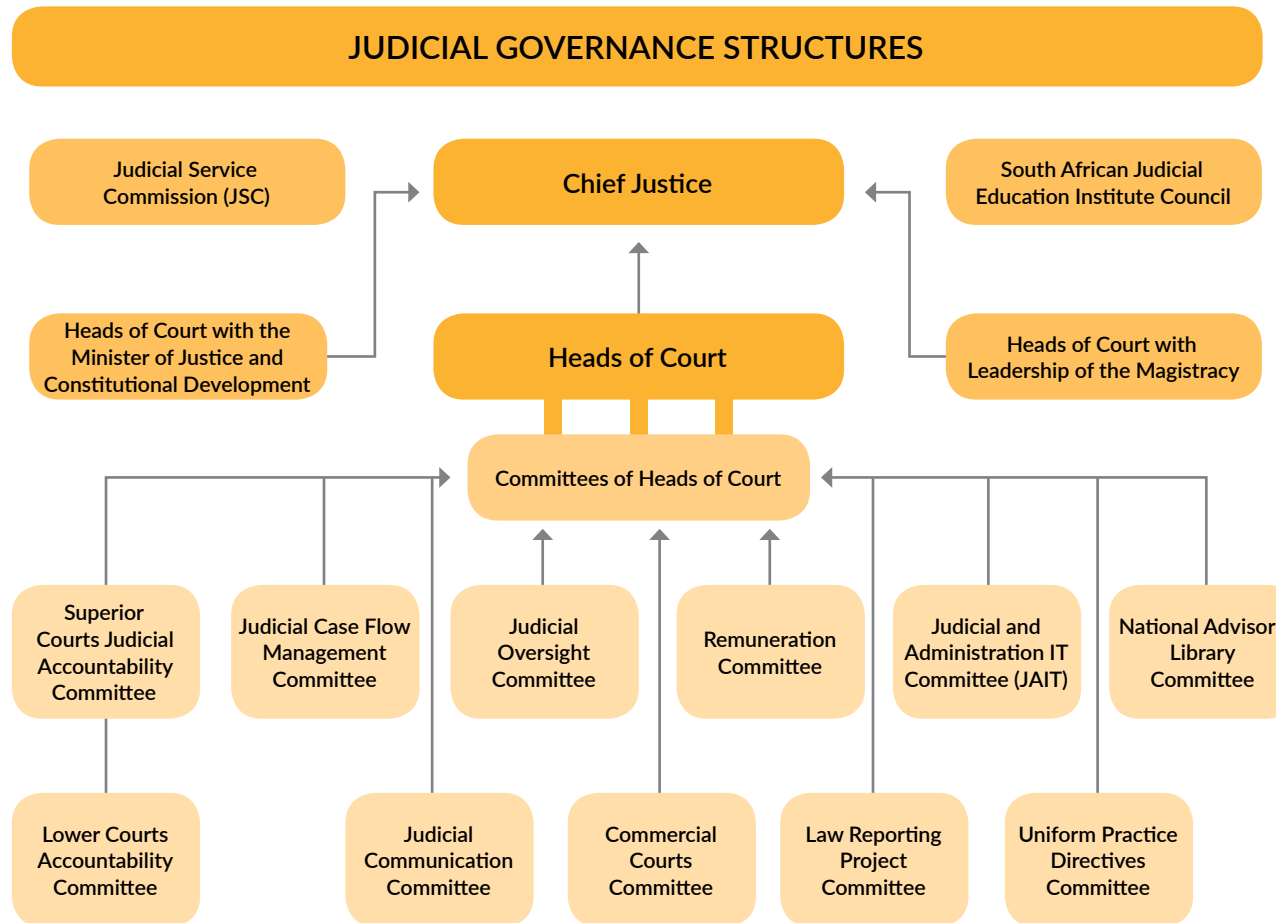 JUDICIAL GOVERNANCE STRUCTURES
Judicial Service
Commission (JSC)
Chief Justice
South African Judicial
Education Institute Council
Heads of Court with the
Minister of Justice and
Constitutional Development
Heads of Court
Heads of Court with
Leadership of the Magistracy
Committees of Heads of Court
Superior
Courts Judicial
Accountability
Committee
Judicial Case Flow
Management
Committee
Judicial
Oversight
Committee
Remuneration
Committee
Judicial and
Administration IT
Committee (JAIT)
National Advisor
Library
Committee
Lower Courts
Accountability
Committee
Judicial
Communication
Committee
Commercial
Courts
Committee
Law Reporting
Project
Committee
Uniform Practice
Directives
Committee